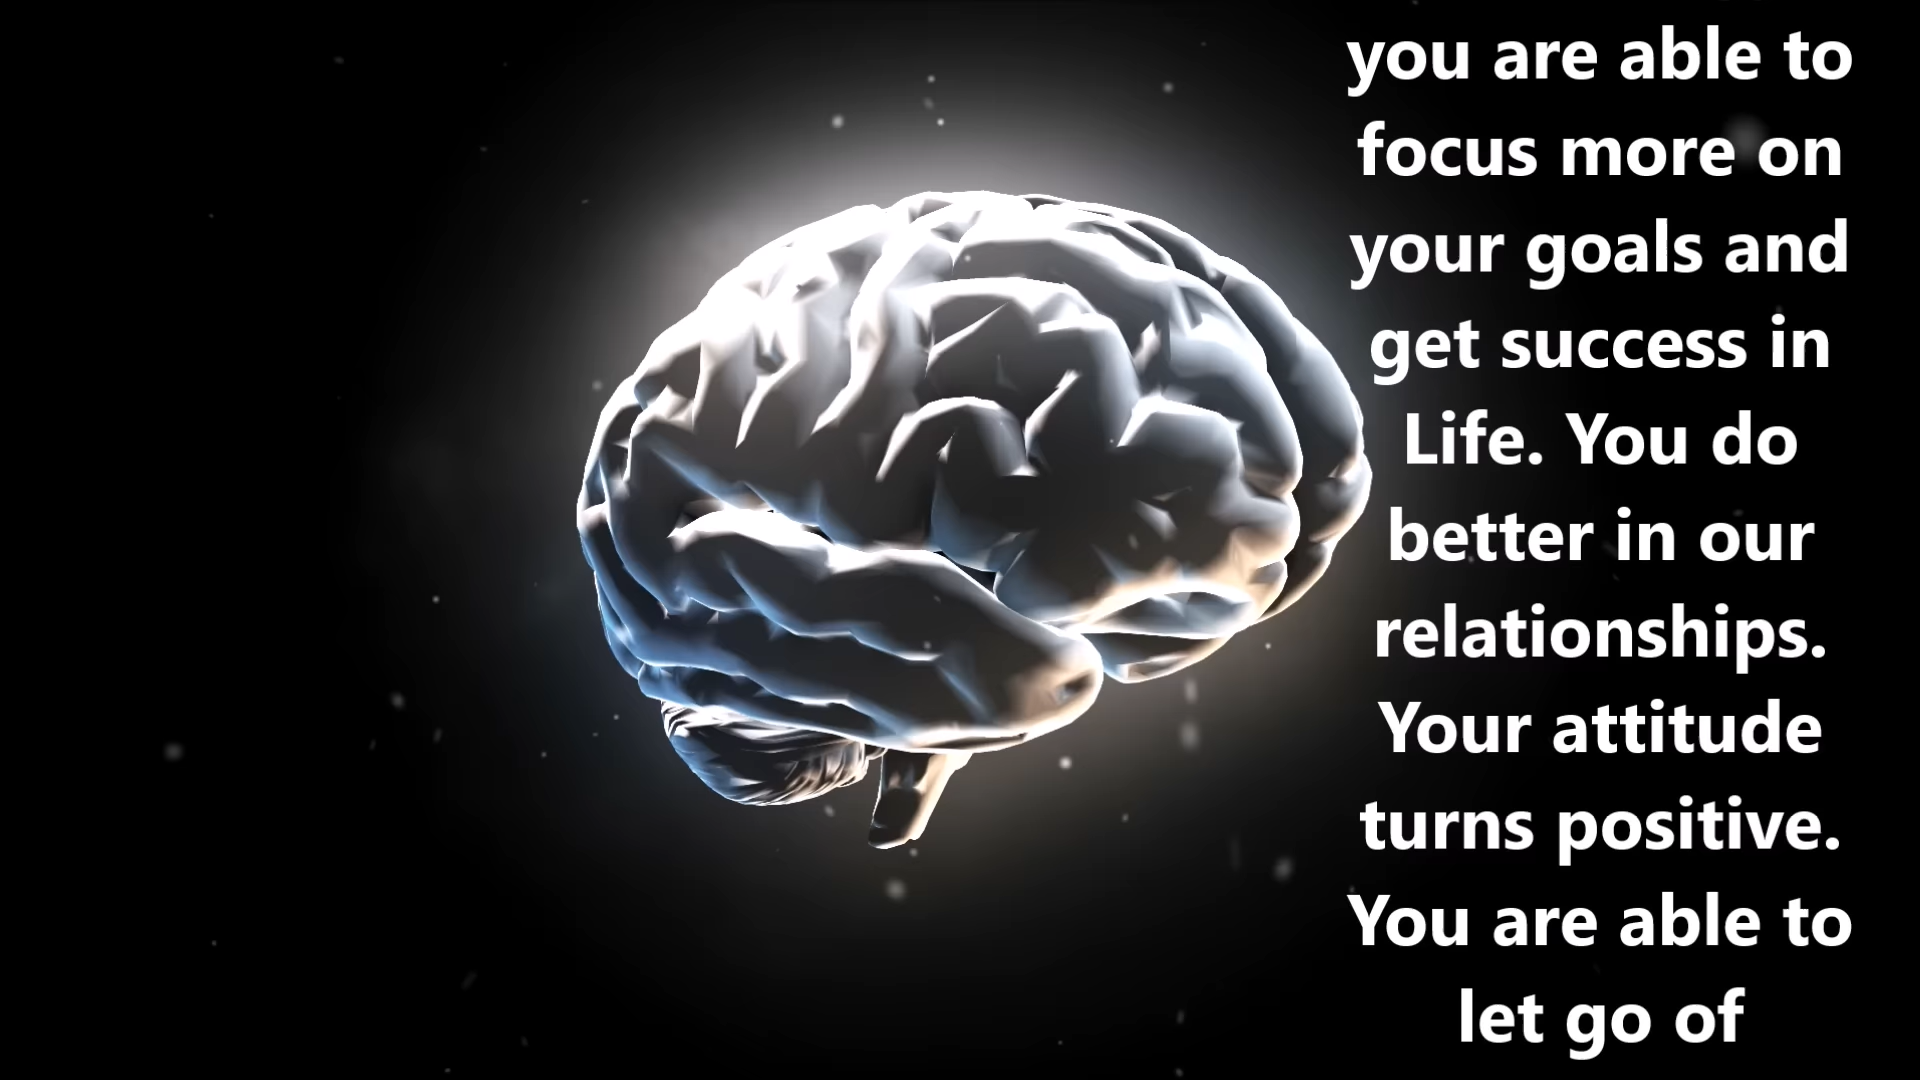 you are able to
focus more on
your goals and
get success in
Life. You do
better in our
relationships.
Your attitude
turns positive.
You are able to
let go of